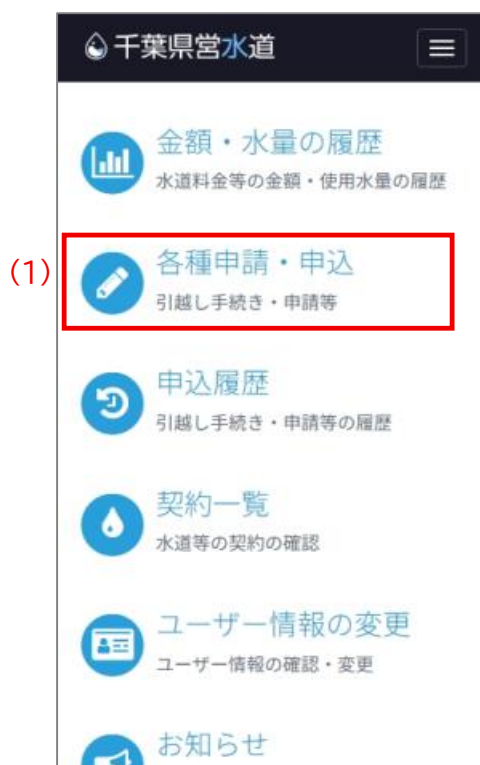 千葉県営水道
金額・水量の履歴
水道料金等の金額・使用水量の履歴
(1)
各種申請・申込
引越し手続き・申請等
申込履歴
引越し手続き・申請等の履歴
契約一覧
水道等の契約の確認
ユーザー情報の変更
ユーザー情報の確認・変更
お知らせ